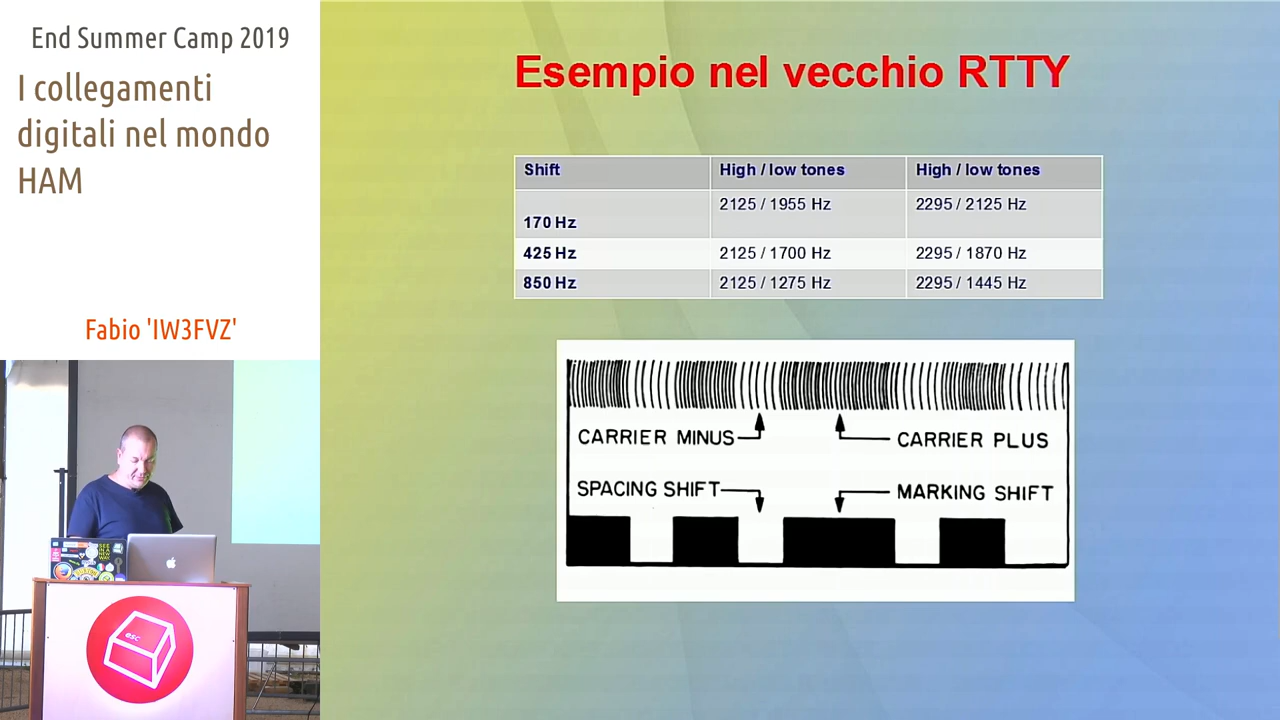 End Summer Camp 2019
I collegamenti
digitali nel mondo
HAM
Fabio 'IW3FVZ'
esc
Esempio nel vecchio RTTY
Shift High / low tones High / low tones
170 Hz 2125 / 1955 Hz 2295 / 2125 Hz
425 Hz 2125 / 1700 Hz 2295 / 1870 Hz
850 Hz 2125 / 1275 Hz 2295 / 1445 Hz
CARRIER MINUS CARRIER PLUS
SPACING SHIFT MARKING SHIFT